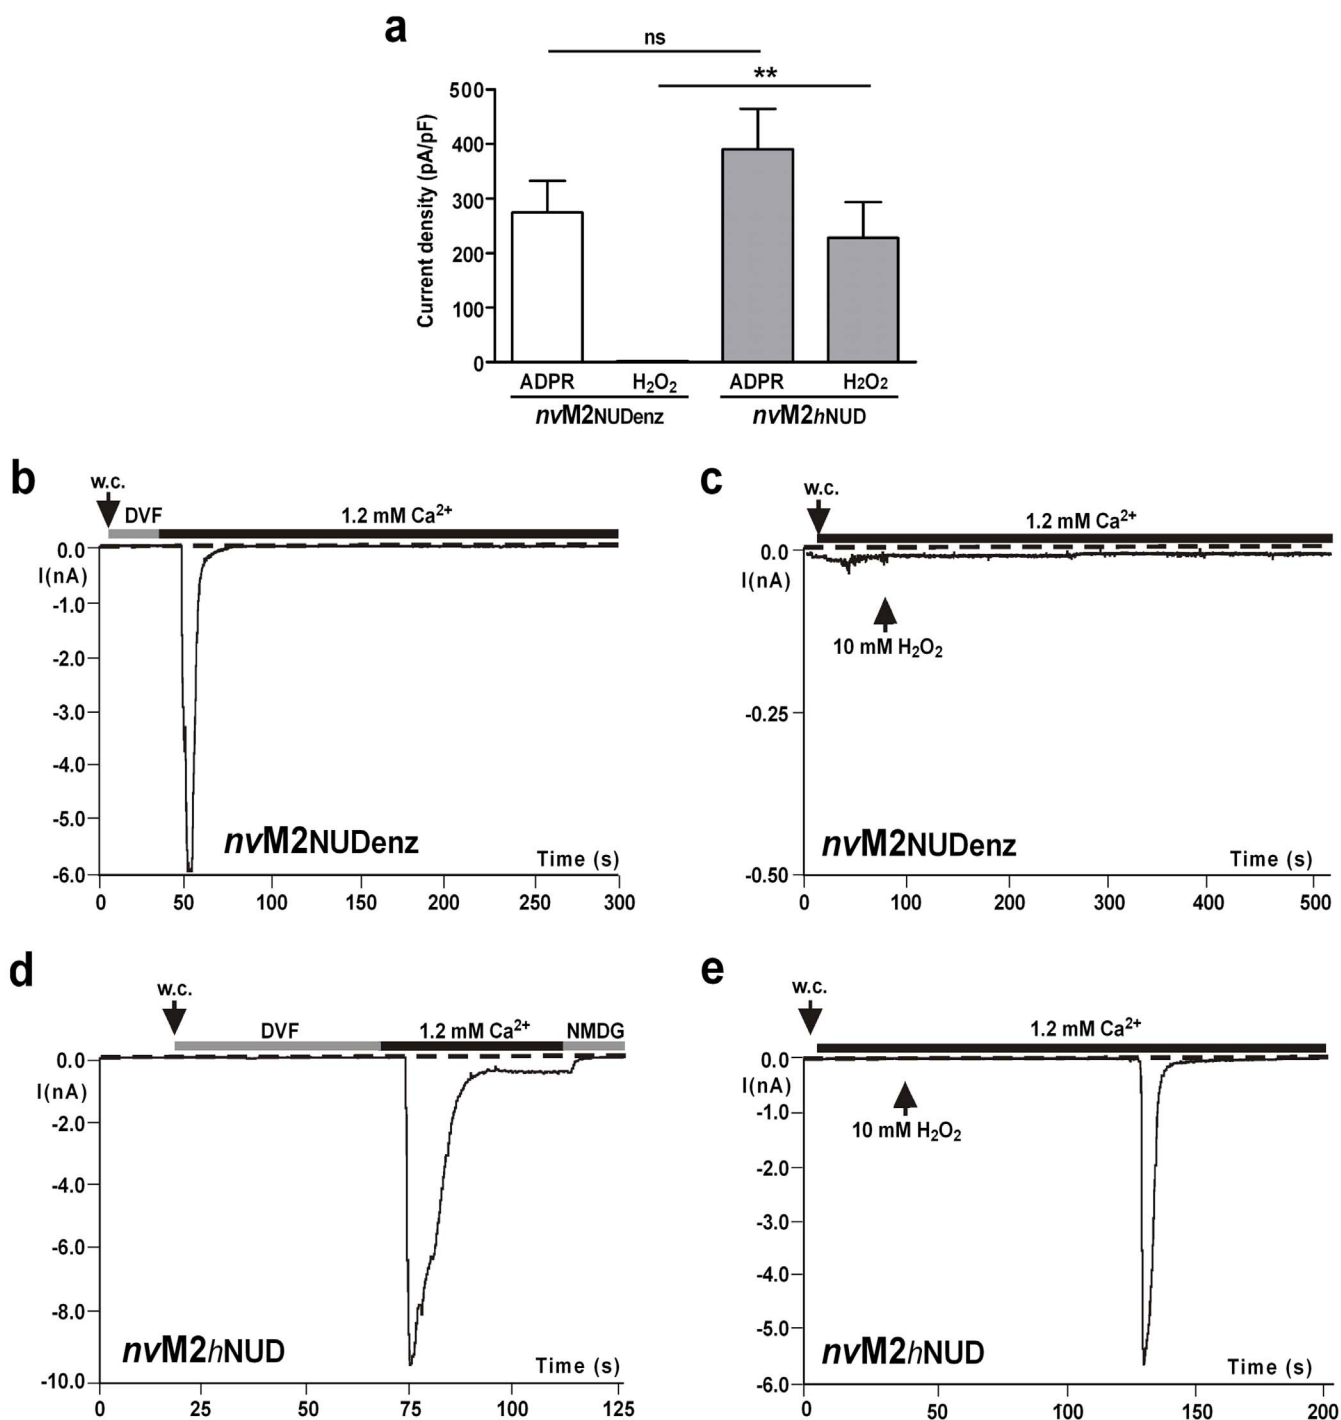 a
ns
**
Current density (pA/pF)
500
400
300
200
100
0
ADPR H₂O₂ ADPR H₂O₂
nvM2NUDenz nvM2hNUD
b
w.c.
DVF 1.2 mM Ca²⁺
0.0
I(nA)
-1.0
-2.0
-3.0
-4.0
-5.0
-6.0
nvM2NUDenz
Time (s)
0 50 100 150 200 250 300
c
w.c.
1.2 mM Ca²⁺
0.0
I(nA)
10 mM H₂O₂
-0.25
-0.50
nvM2NUDenz
Time (s)
0 100 200 300 400 500
d
w.c.
DVF 1.2 mM Ca²⁺ NMDG
0.0
I(nA)
-2.0
-4.0
-6.0
-8.0
-10.0
nvM2hNUD
Time (s)
0 25 50 75 100 125
e
w.c.
1.2 mM Ca²⁺
0.0
I(nA)
10 mM H₂O₂
-1.0
-2.0
-3.0
-4.0
-5.0
-6.0
nvM2hNUD
Time (s)
0 50 100 150 200